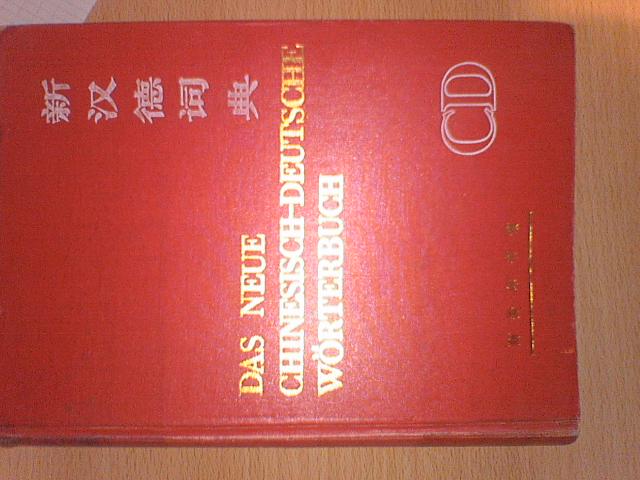 新汉德词典
DAS NEUE
CHINESISCH-DEUTSCHE
WÖRTERBUCH
CD